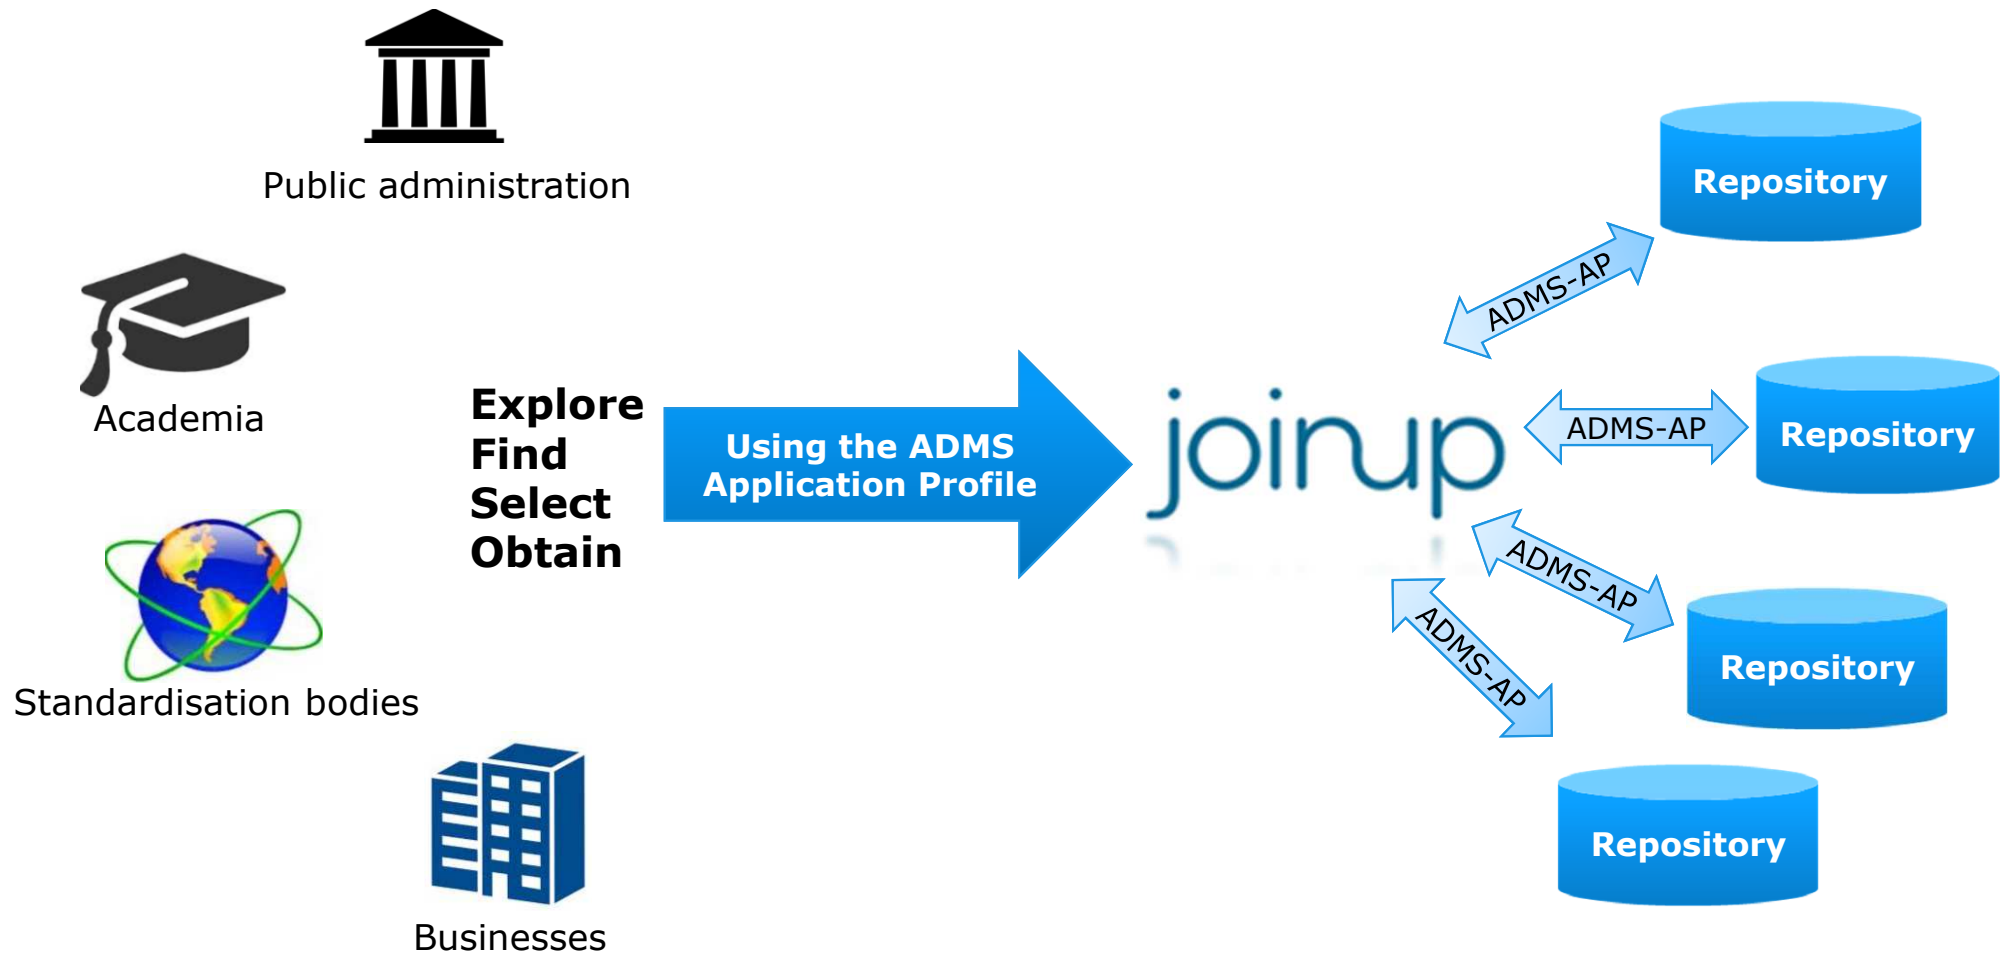 Public administration
Academia
Standardisation bodies
Businesses
Explore
Find
Select
Obtain
Using the ADMS
Application Profile
joinup
ADMS-AP
Repository
ADMS-AP
Repository
ADMS-AP
Repository
ADMS-AP
Repository